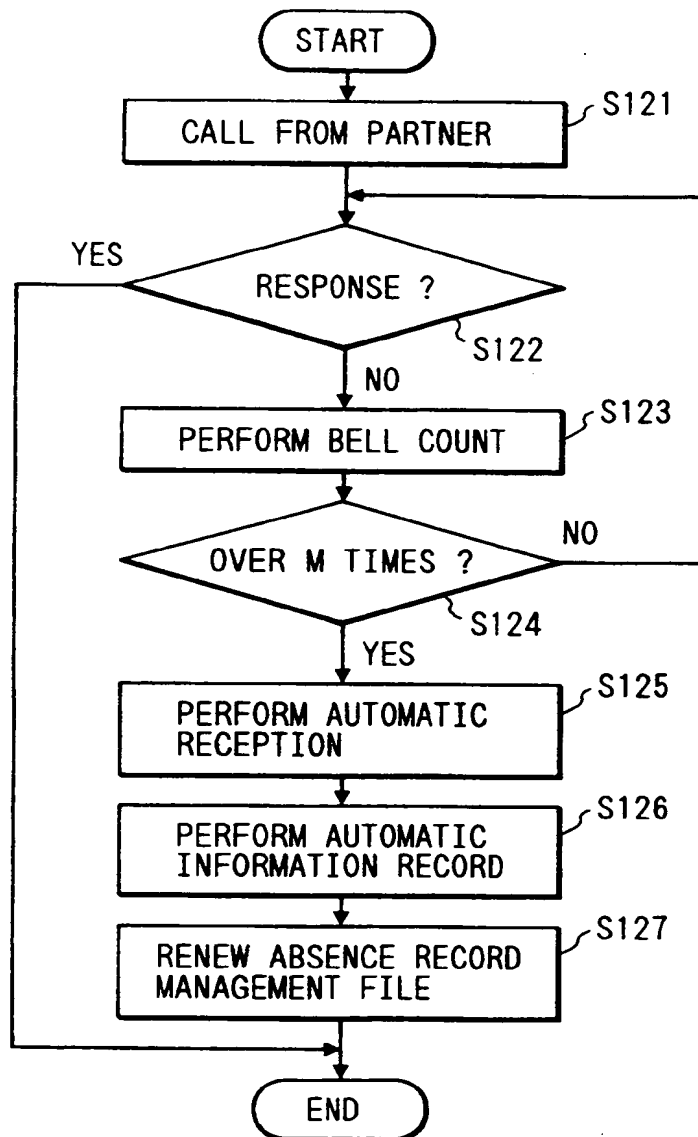 START
CALL FROM PARTNER
S121
YES
RESPONSE ?
S122
NO
PERFORM BELL COUNT
S123
OVER M TIMES ?
NO
S124
YES
PERFORM AUTOMATIC
RECEPTION
S125
PERFORM AUTOMATIC
INFORMATION RECORD
S126
RENEW ABSENCE RECORD
MANAGEMENT FILE
S127
END